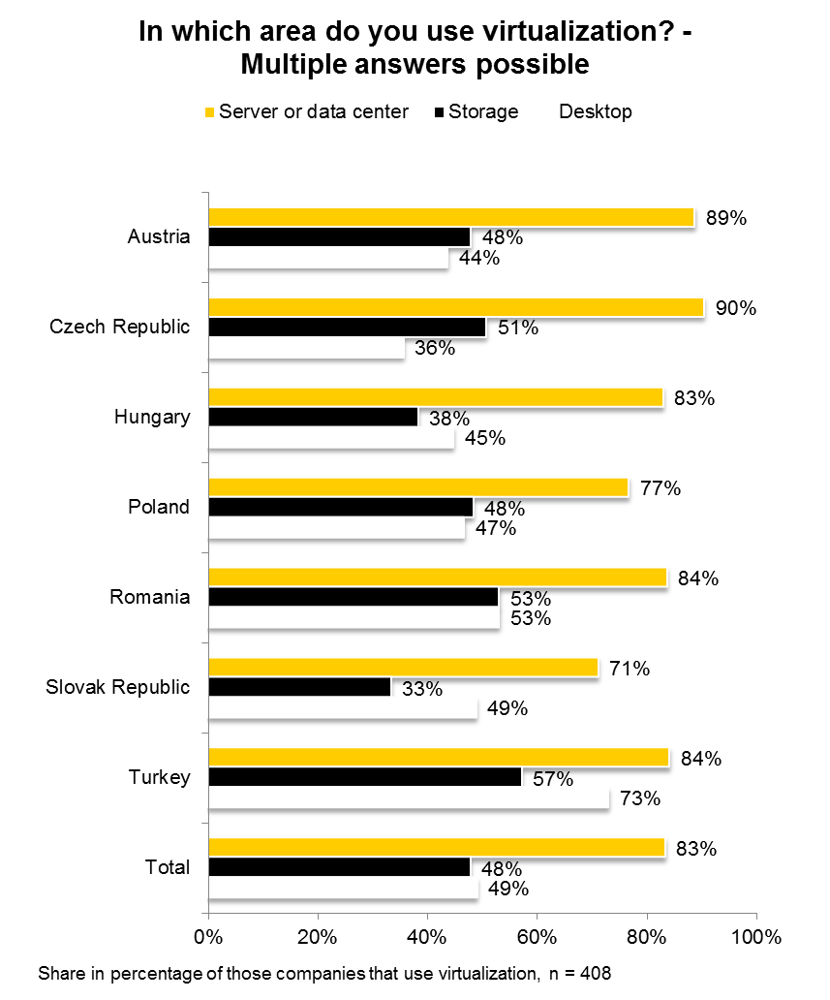 In which area do you use virtualization? -
Multiple answers possible
Server or data center Storage Desktop
Austria
89%
48%
44%
Czech Republic
90%
51%
36%
Hungary
83%
38%
45%
Poland
77%
48%
47%
Romania
84%
53%
53%
Slovak Republic
71%
33%
49%
Turkey
84%
57%
73%
Total
83%
48%
49%
0% 20% 40% 60% 80% 100%
Share in percentage of those companies that use virtualization, n = 408